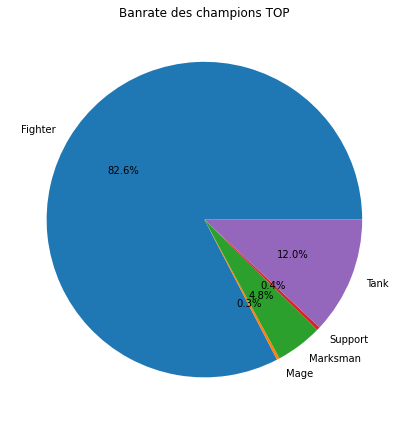 Banrate des champions TOP
Fighter
82.6%
12.0%
Tank
0.4%
4.8%
0.3%
Support
Marksman
Mage